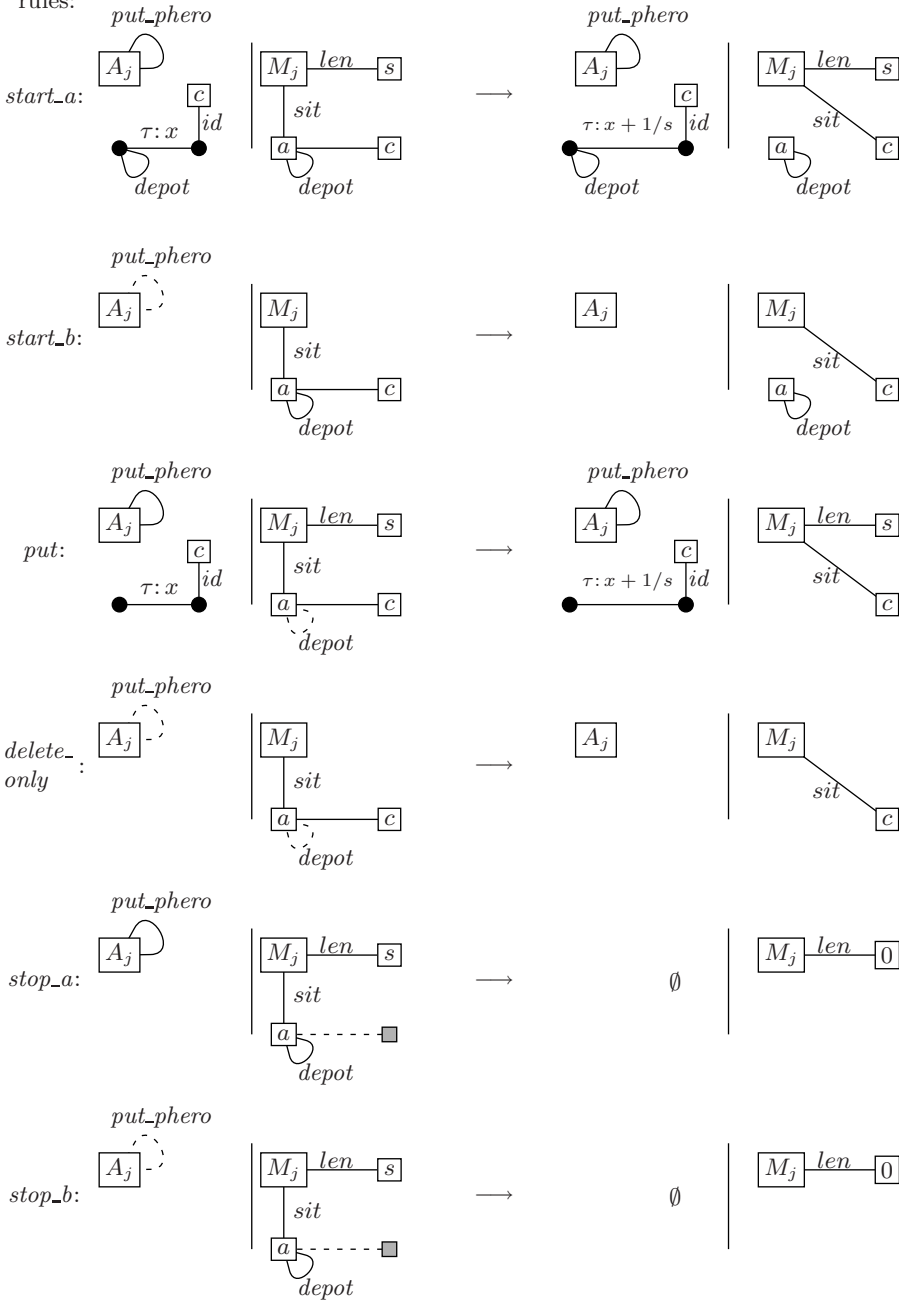 rules:
put_phero put_phero
A_j M_j len s A_j M_j len s
start_a: c sit ⟶ c sit
τ: x id a c τ: x + 1/s id a c
depot depot depot
put_phero
A_j M_j A_j M_j
start_b: sit ⟶ sit
a c a c
depot depot
put_phero put_phero
A_j M_j len s A_j M_j len s
put: c sit ⟶ c sit
τ: x id a c τ: x + 1/s id c
depot
put_phero
A_j M_j A_j M_j
delete_
only : sit ⟶ sit
a c c
depot
put_phero
A_j M_j len s M_j len 0
stop_a: sit ⟶ ∅
a
depot
put_phero
A_j M_j len s M_j len 0
stop_b: sit ⟶ ∅
a
depot